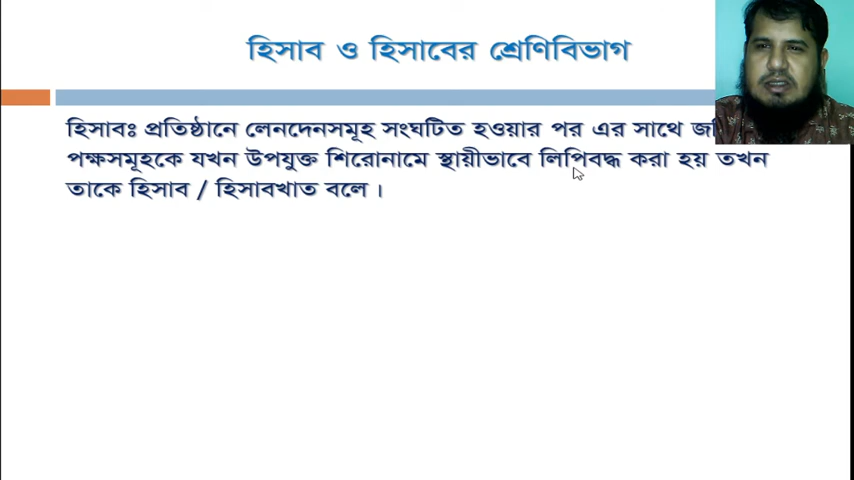 হিসাব ও হিসাবের শ্রেণিবিভাগ
হিসাবঃ প্রতিষ্ঠানে লেনদেনসমূহ সংঘটিত হওয়ার পর এর সাথে
পক্ষসমূহকে যখন উপযুক্ত শিরোনামে স্থায়ীভাবে লিপিবদ্ধ করা হয় তখন
তাকে হিসাব / হিসাবখাত বলে ।